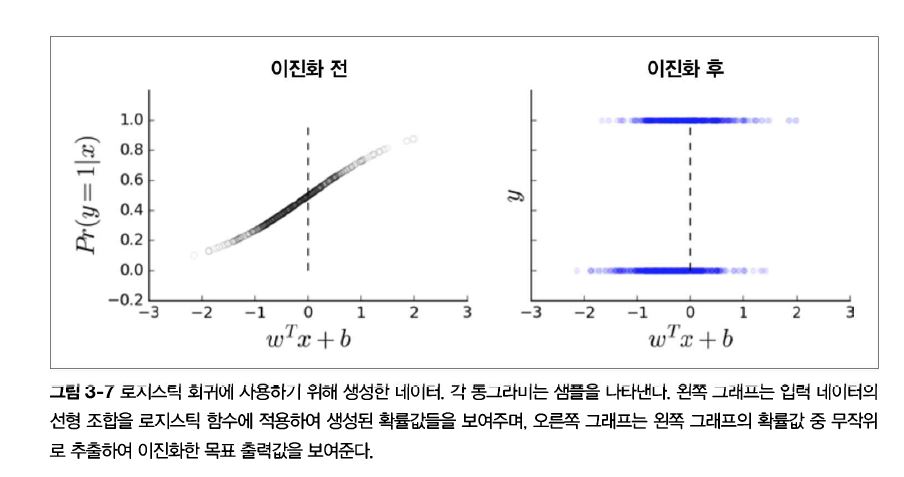 이진화 전
이진화 후
1.0
0.8
0.6
0.4
0.2
0.0
−0.2
Pr(y = 1|x)
−3 −2 −1 0 1 2 3
w^T x + b
y
−3 −2 −1 0 1 2 3
w^T x + b
그림 3-7 로지스틱 회귀에 사용하기 위해 생성한 데이터. 각 동그라미는 샘플을 나타낸다. 왼쪽 그래프는 입력 데이터의
선형 조합을 로지스틱 함수에 적용하여 생성된 확률값들을 보여주며, 오른쪽 그래프는 왼쪽 그래프의 확률값 중 무작위
로 추출하여 이진화한 목표 출력값을 보여준다.